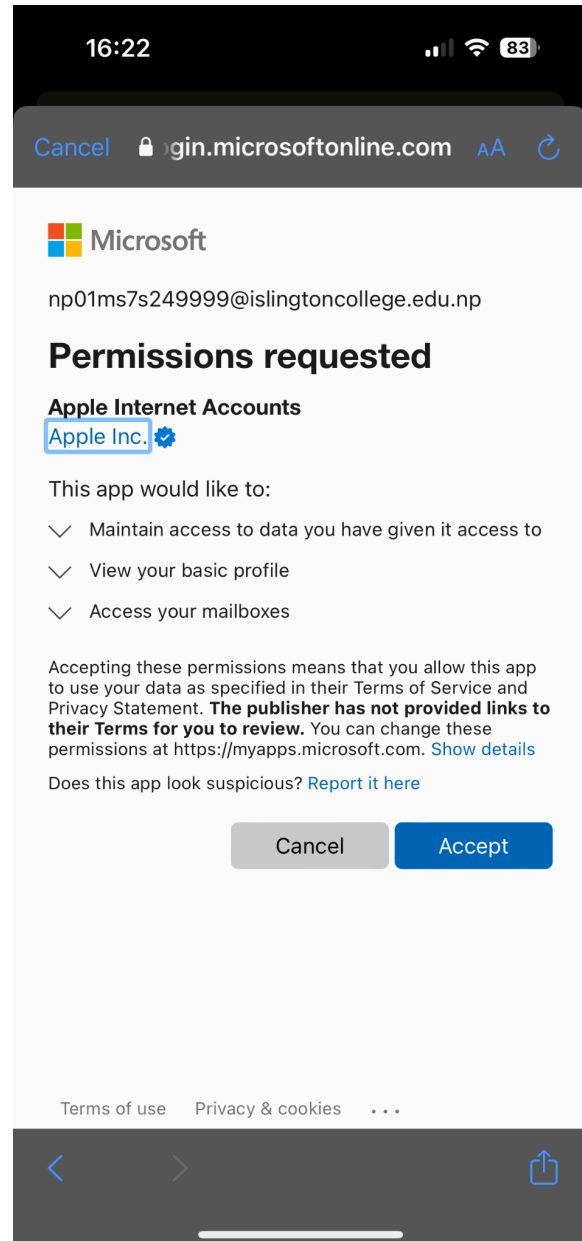 16:22
83
Cancel
gin.microsoftonline.com
AA
Microsoft
np01ms7s249999@islingtoncollege.edu.np
Permissions requested
Apple Internet Accounts
Apple Inc.
This app would like to:
Maintain access to data you have given it access to
View your basic profile
Access your mailboxes
Accepting these permissions means that you allow this app
to use your data as specified in their Terms of Service and
Privacy Statement. The publisher has not provided links to
their Terms for you to review. You can change these
permissions at https://myapps.microsoft.com. Show details
Does this app look suspicious? Report it here
Cancel
Accept
Terms of use
Privacy & cookies
...